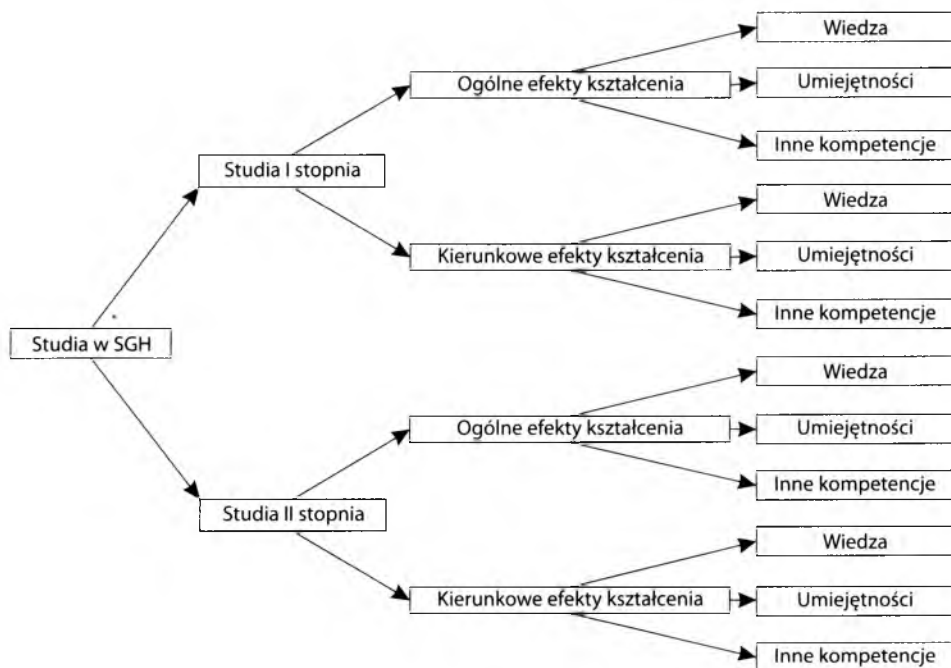 Wiedza
Ogólne efekty kształcenia
Umiejętności
Inne kompetencje
Studia I stopnia
Wiedza
Kierunkowe efekty kształcenia
Umiejętności
Inne kompetencje
Studia w SGH
Wiedza
Ogólne efekty kształcenia
Umiejętności
Inne kompetencje
Studia II stopnia
Wiedza
Kierunkowe efekty kształcenia
Umiejętności
Inne kompetencje